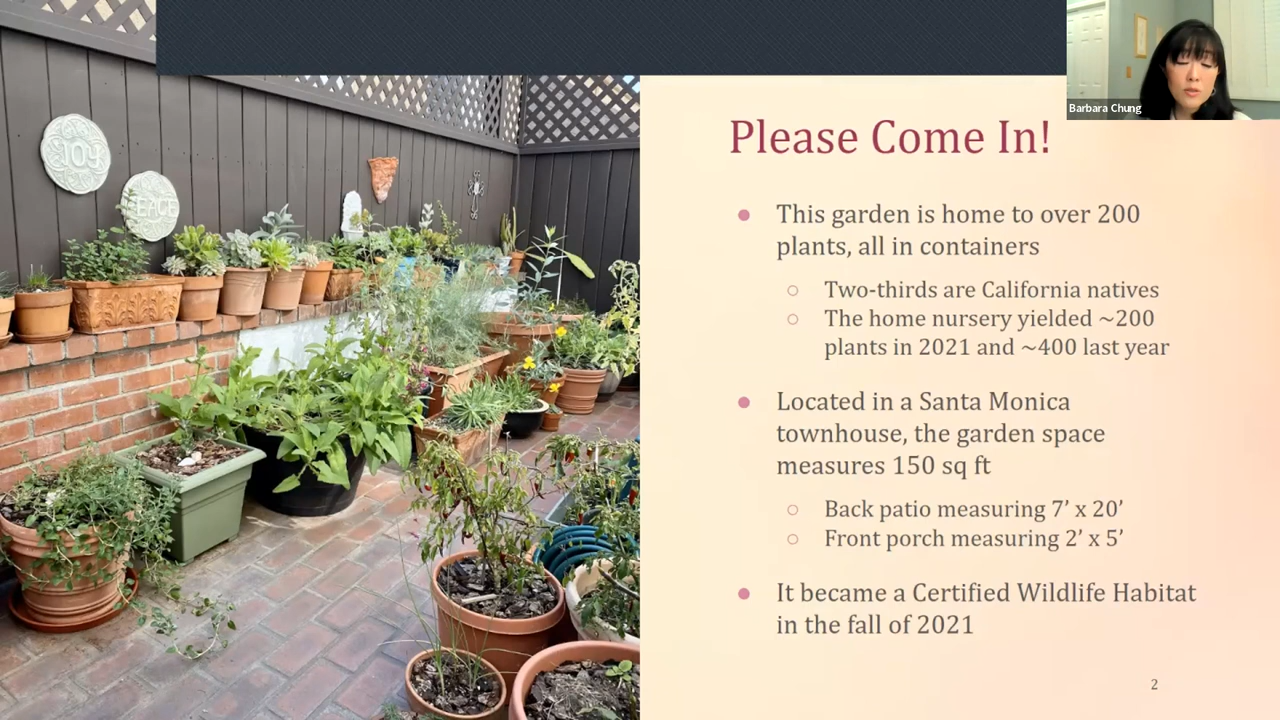 Barbara Chung
JOY
PEACE
Please Come In!
This garden is home to over 200
plants, all in containers
Two-thirds are California natives
The home nursery yielded ~200
plants in 2021 and ~400 last year
Located in a Santa Monica
townhouse, the garden space
measures 150 sq ft
Back patio measuring 7’ x 20’
Front porch measuring 2’ x 5’
It became a Certified Wildlife Habitat
in the fall of 2021
2